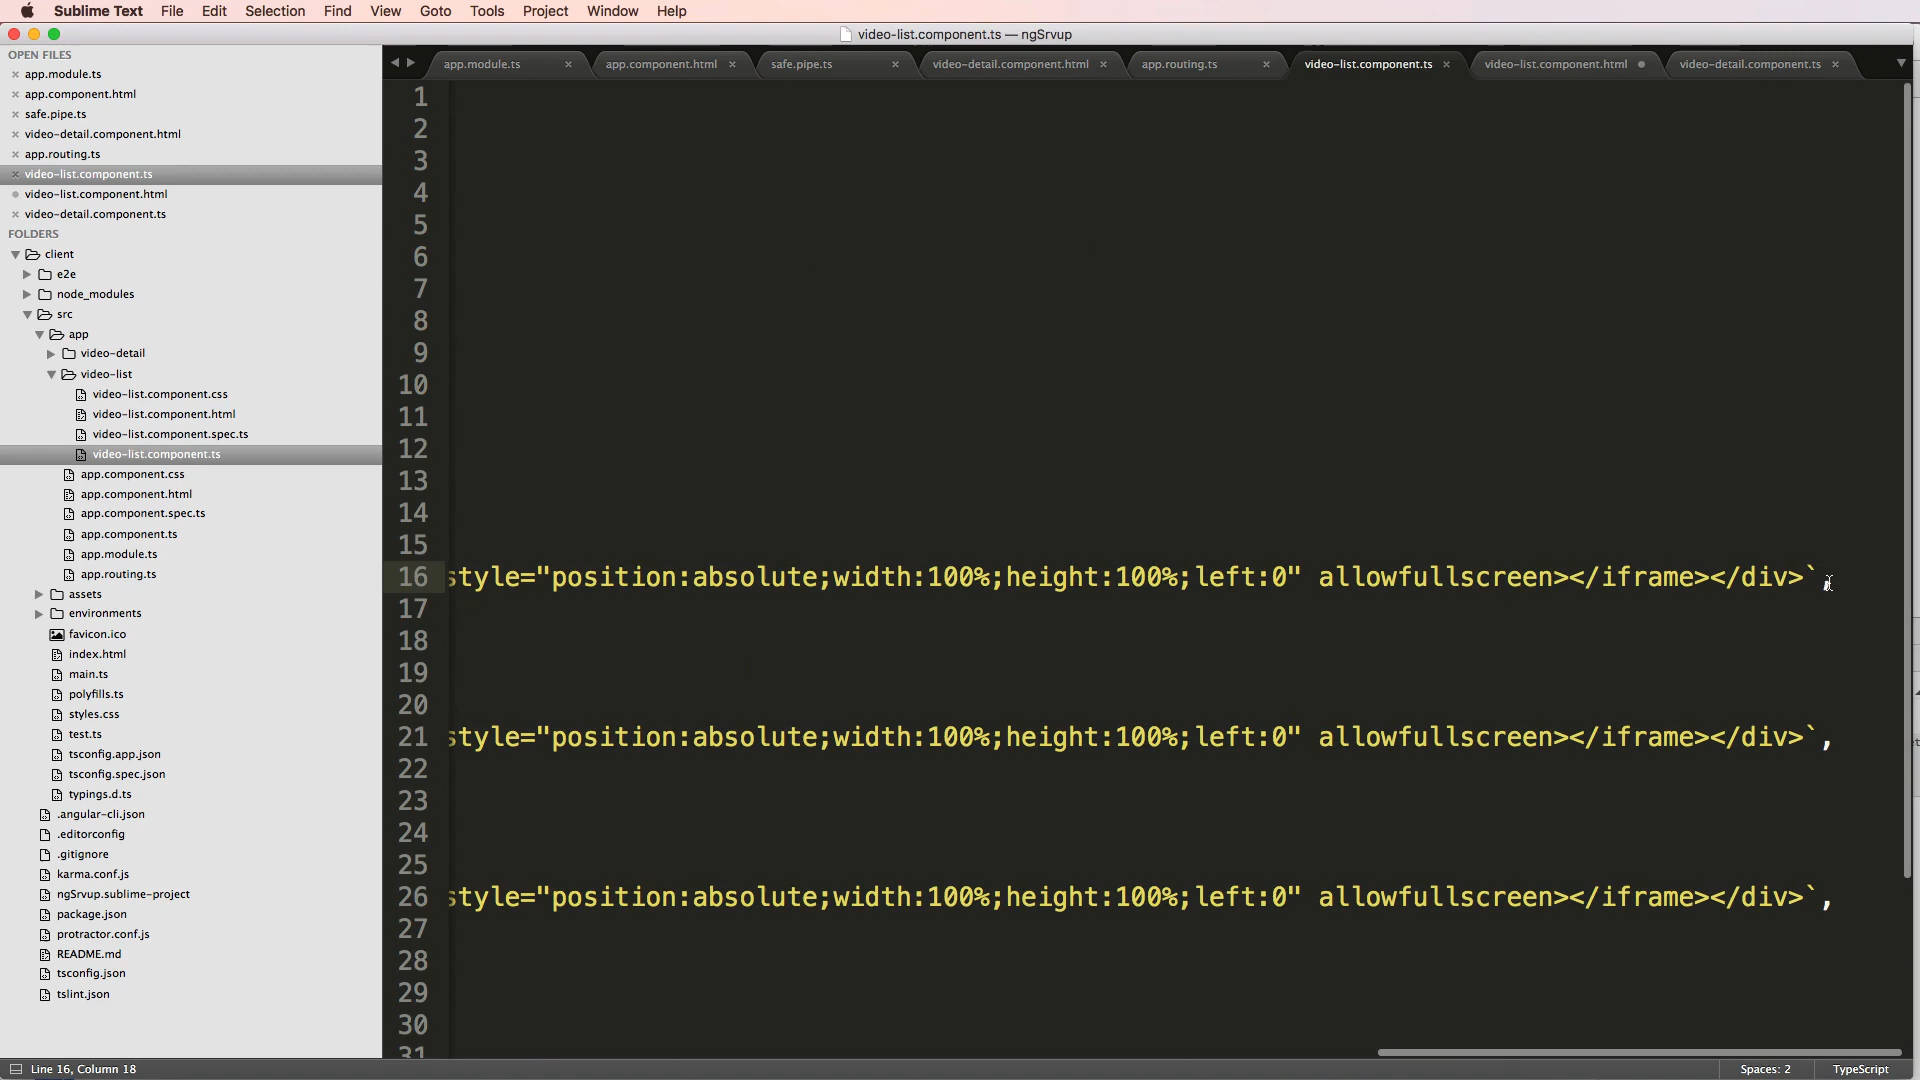 Sublime Text File Edit Selection Find View Goto Tools Project Window Help
video-list.component.ts — ngSrvup
OPEN FILES
app.module.ts
app.component.html
safe.pipe.ts
video-detail.component.html
app.routing.ts
video-list.component.ts
video-list.component.html
video-detail.component.ts
FOLDERS
client
e2e
node_modules
src
app
video-detail
video-list
video-list.component.css
video-list.component.html
video-list.component.spec.ts
video-list.component.ts
app.component.css
app.component.html
app.component.spec.ts
app.component.ts
app.module.ts
app.routing.ts
assets
environments
favicon.ico
index.html
main.ts
polyfills.ts
styles.css
test.ts
tsconfig.app.json
tsconfig.spec.json
typings.d.ts
.angular-cli.json
.editorconfig
.gitignore
karma.conf.js
ngSrvup.sublime-project
package.json
protractor.conf.js
README.md
tsconfig.json
tslint.json
app.module.ts app.component.html safe.pipe.ts video-detail.component.html app.routing.ts video-list.component.ts video-list.component.html video-detail.component.ts
1
2
3
4
5
6
7
8
9
10
11
12
13
14
15
16 style="position:absolute;width:100%;height:100%;left:0" allowfullscreen></iframe></div>`,
17
18
19
20
21 style="position:absolute;width:100%;height:100%;left:0" allowfullscreen></iframe></div>`,
22
23
24
25
26 style="position:absolute;width:100%;height:100%;left:0" allowfullscreen></iframe></div>`,
27
28
29
30
31
Line 16, Column 18 Spaces: 2 TypeScript